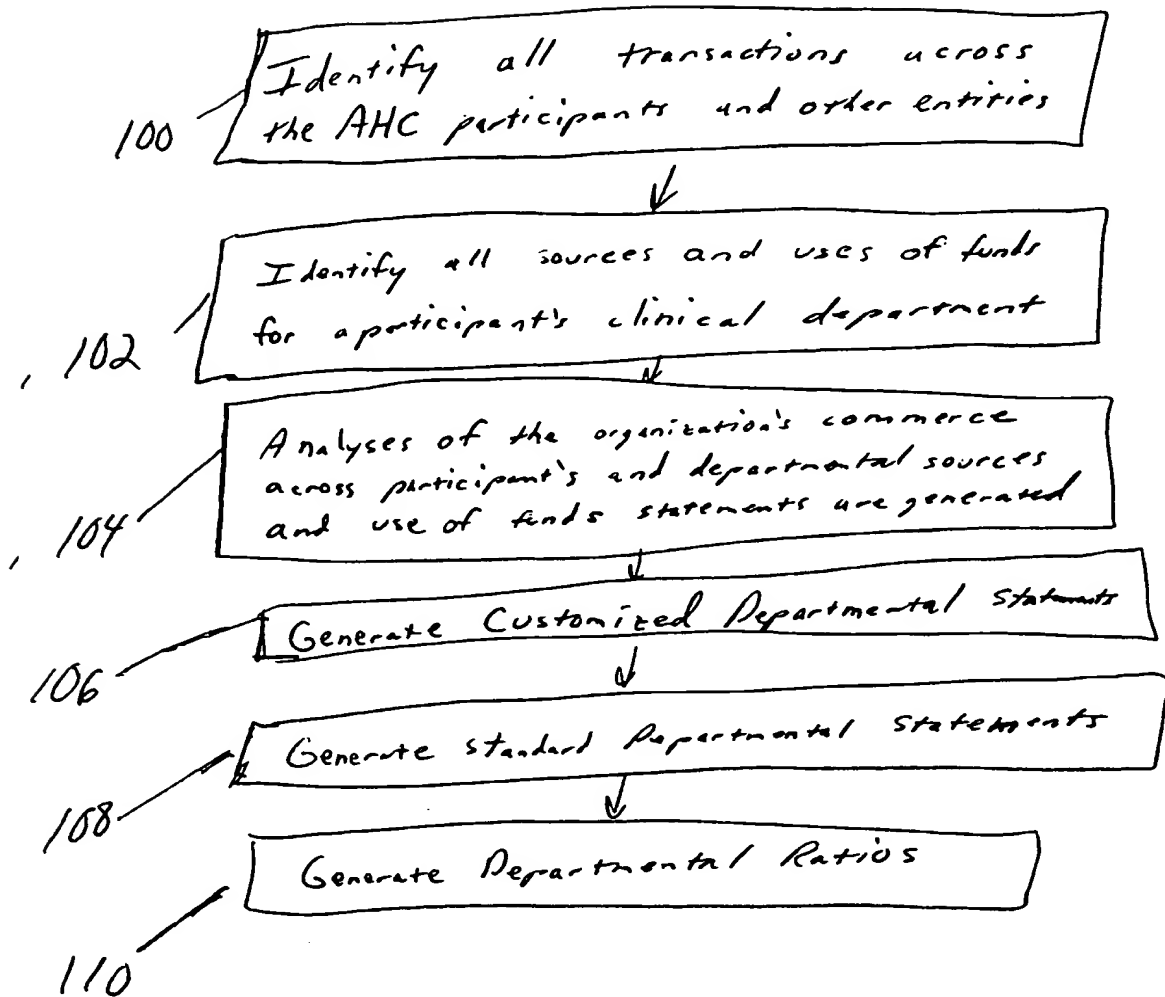 Identify all transactions across
the AHC participants and other entities
100
Identify all sources and uses of funds
for a participant's clinical department
, 102
Analyses of the organization's commerce
across participant's and departmental sources
and use of funds statements are generated
, 104
Generate Customized Departmental Statements
106
Generate Standard Departmental Statements
108
Generate Departmental Ratios
110